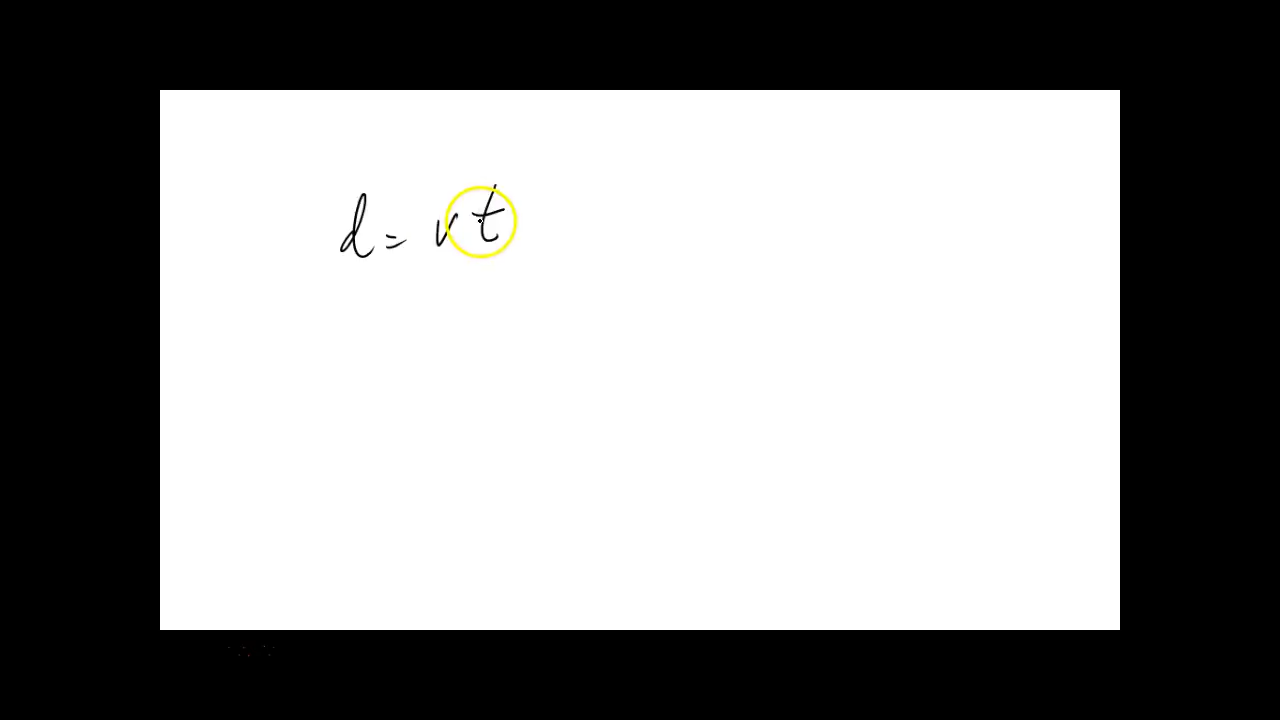 d = vt